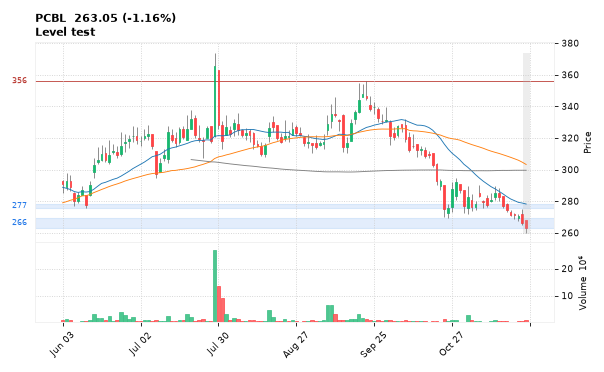 PCBL 263.05 (-1.16%)
Level test
380
360
340
320
300
280
260
Price
356
277
266
20
10
Volume 10⁶
Jun 03
Jul 02
Jul 30
Aug 27
Sep 25
Oct 27